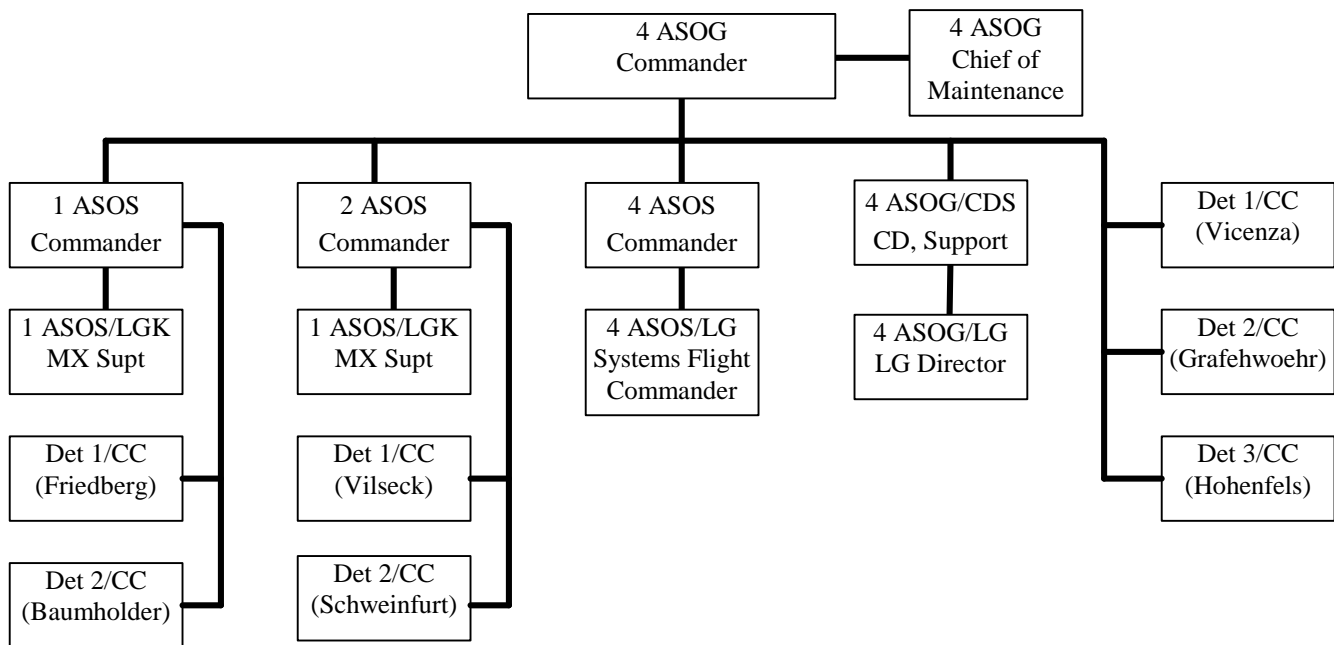 4 ASOG
Commander
4 ASOG
Chief of
Maintenance
1 ASOS
Commander
2 ASOS
Commander
4 ASOS
Commander
4 ASOG/CDS
CD, Support
Det 1/CC
(Vicenza)
1 ASOS/LGK
MX Supt
1 ASOS/LGK
MX Supt
4 ASOS/LG
Systems Flight
Commander
4 ASOG/LG
LG Director
Det 2/CC
(Grafehwoehr)
Det 1/CC
(Friedberg)
Det 1/CC
(Vilseck)
Det 3/CC
(Hohenfels)
Det 2/CC
(Baumholder)
Det 2/CC
(Schweinfurt)